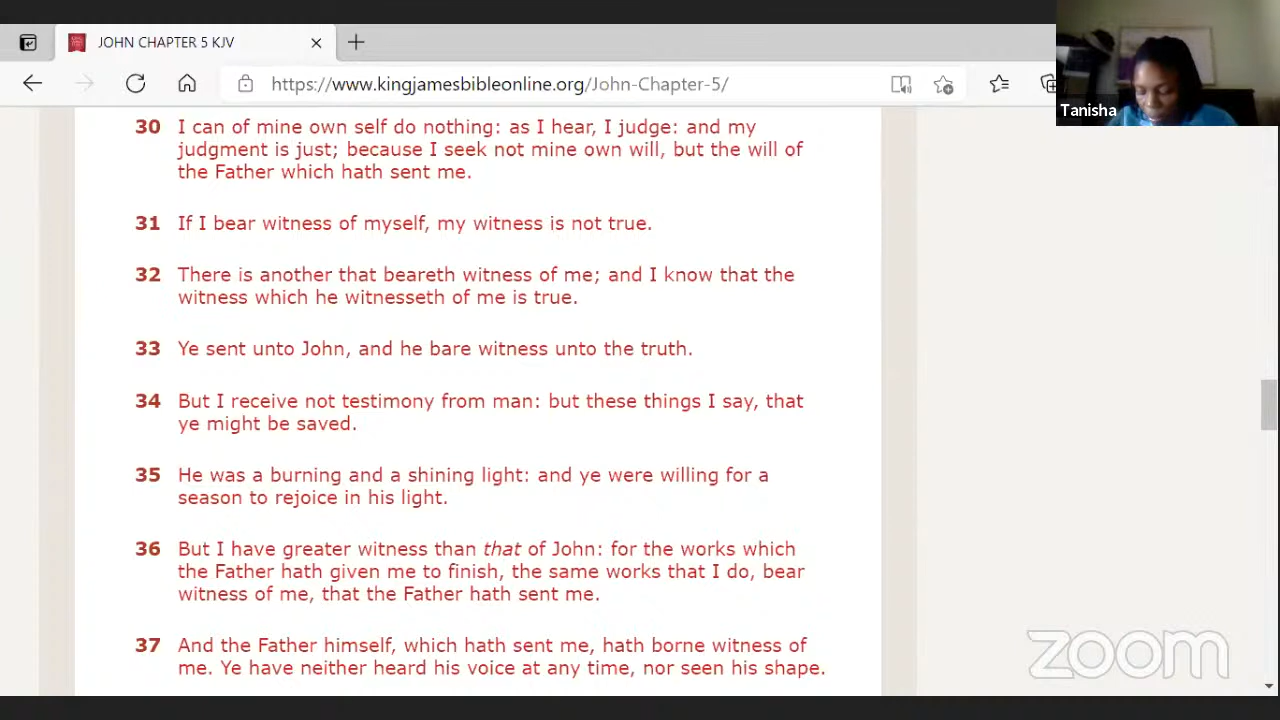 JOHN CHAPTER 5 KJV
https://www.kingjamesbibleonline.org/John-Chapter-5/
Tanisha
30 I can of mine own self do nothing: as I hear, I judge: and my
judgment is just; because I seek not mine own will, but the will of
the Father which hath sent me.
31 If I bear witness of myself, my witness is not true.
32 There is another that beareth witness of me; and I know that the
witness which he witnesseth of me is true.
33 Ye sent unto John, and he bare witness unto the truth.
34 But I receive not testimony from man: but these things I say, that
ye might be saved.
35 He was a burning and a shining light: and ye were willing for a
season to rejoice in his light.
36 But I have greater witness than that of John: for the works which
the Father hath given me to finish, the same works that I do, bear
witness of me, that the Father hath sent me.
37 And the Father himself, which hath sent me, hath borne witness of
me. Ye have neither heard his voice at any time, nor seen his shape.
zoom